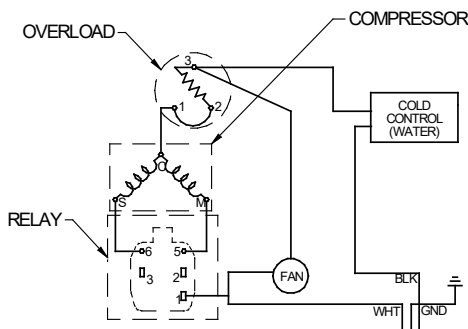 COMPRESSOR
OVERLOAD
3
1
2
COLD
CONTROL
(WATER)
C
S
M
RELAY
6
5
3
2
1
FAN
BLK
WHT
GND